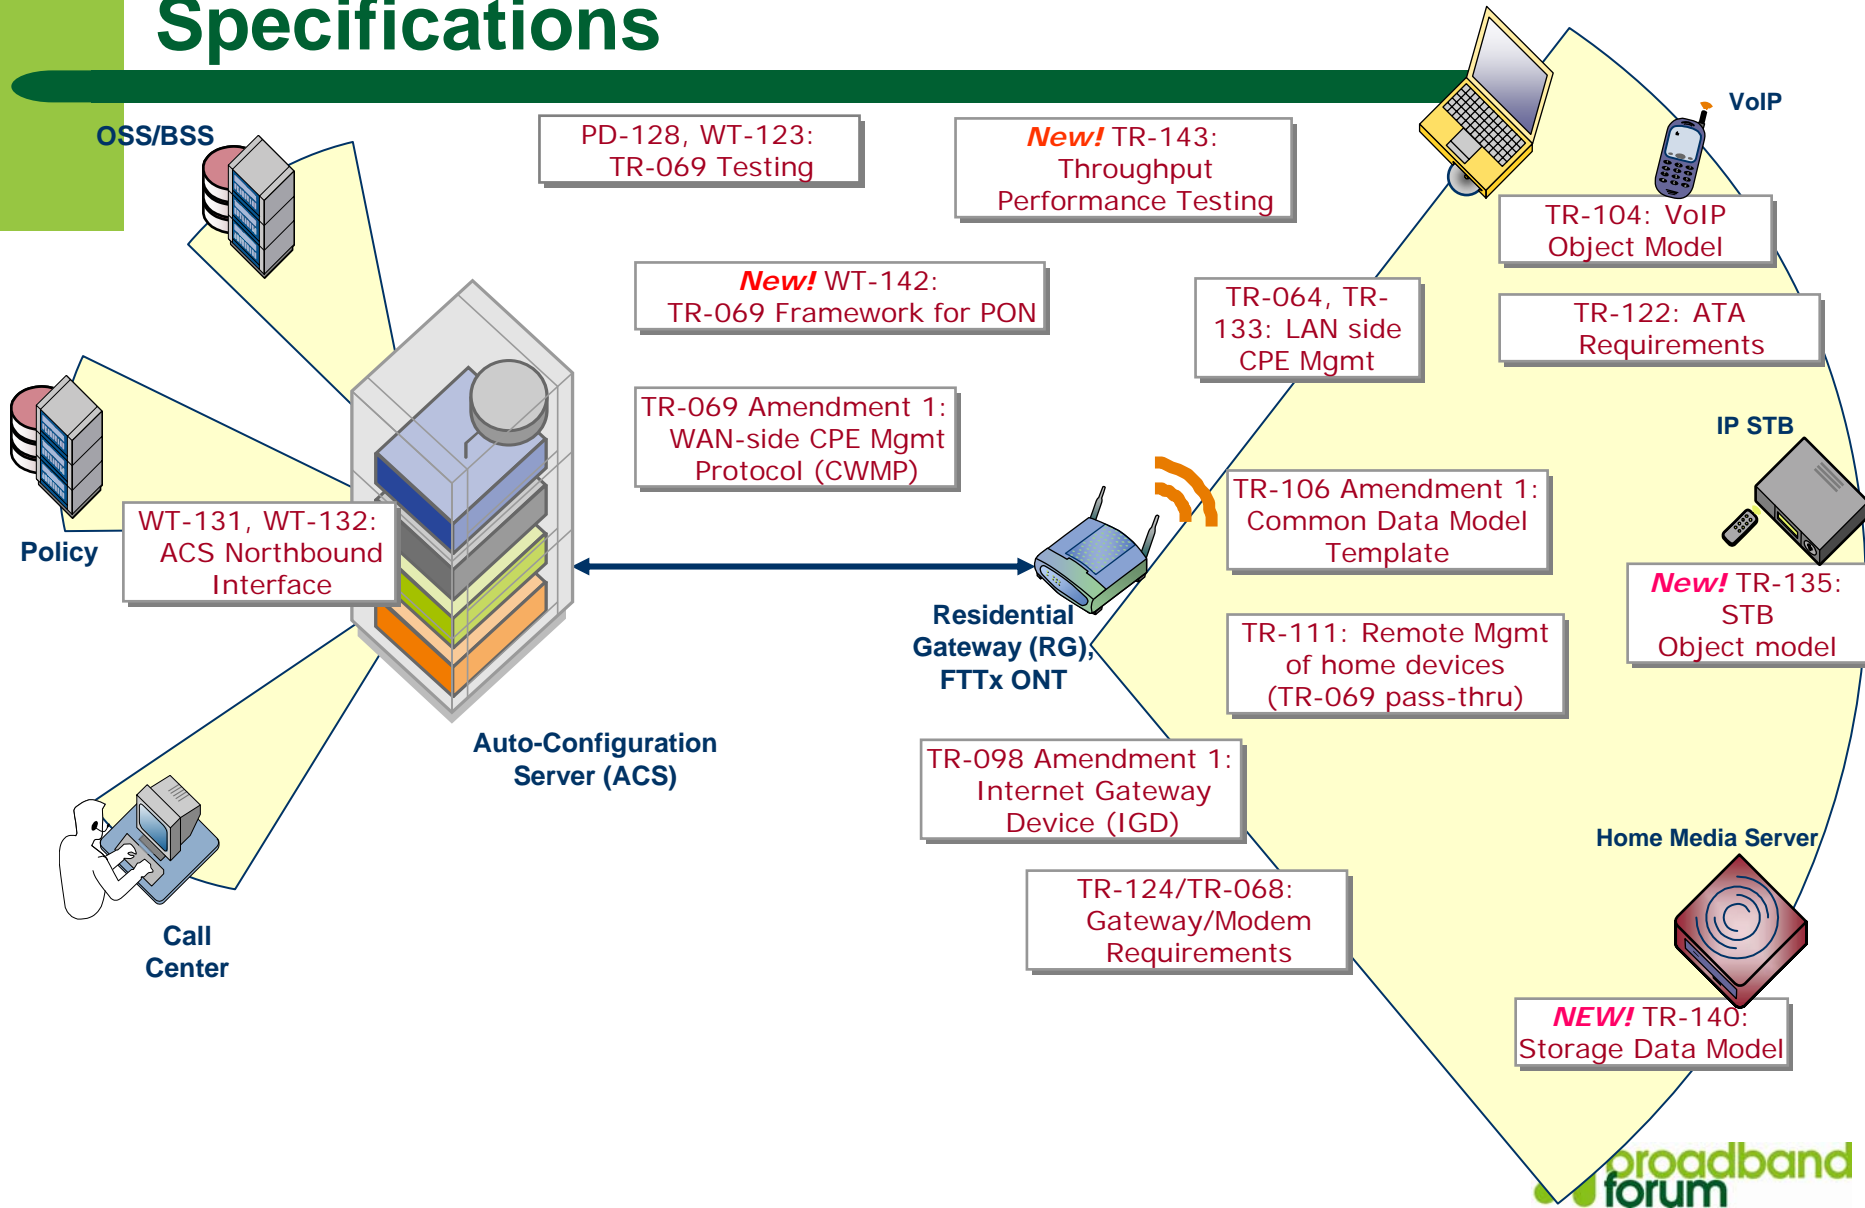 Specifications
OSS/BSS
PD-128, WT-123:
TR-069 Testing
New! TR-143:
Throughput
Performance Testing
VoIP
TR-104: VoIP
Object Model
New! WT-142:
TR-069 Framework for PON
TR-064, TR-
133: LAN side
CPE Mgmt
TR-122: ATA
Requirements
TR-069 Amendment 1:
WAN-side CPE Mgmt
Protocol (CWMP)
IP STB
TR-106 Amendment 1:
Common Data Model
Template
Policy
WT-131, WT-132:
ACS Northbound
Interface
New! TR-135:
STB
Object model
Residential
Gateway (RG),
FTTx ONT
TR-111: Remote Mgmt
of home devices
(TR-069 pass-thru)
Auto-Configuration
Server (ACS)
TR-098 Amendment 1:
Internet Gateway
Device (IGD)
Home Media Server
TR-124/TR-068:
Gateway/Modem
Requirements
Call
Center
NEW! TR-140:
Storage Data Model
broadband
forum